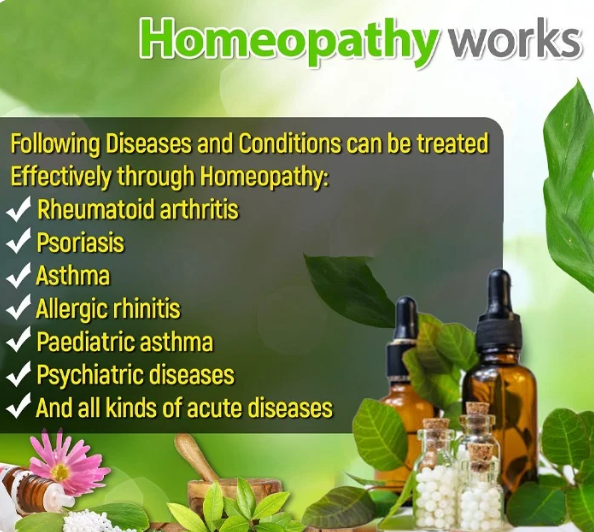 Homeopathy works
Following Diseases and Conditions can be treated
Effectively through Homeopathy:
Rheumatoid arthritis
Psoriasis
Asthma
Allergic rhinitis
Paediatric asthma
Psychiatric diseases
And all kinds of acute diseases